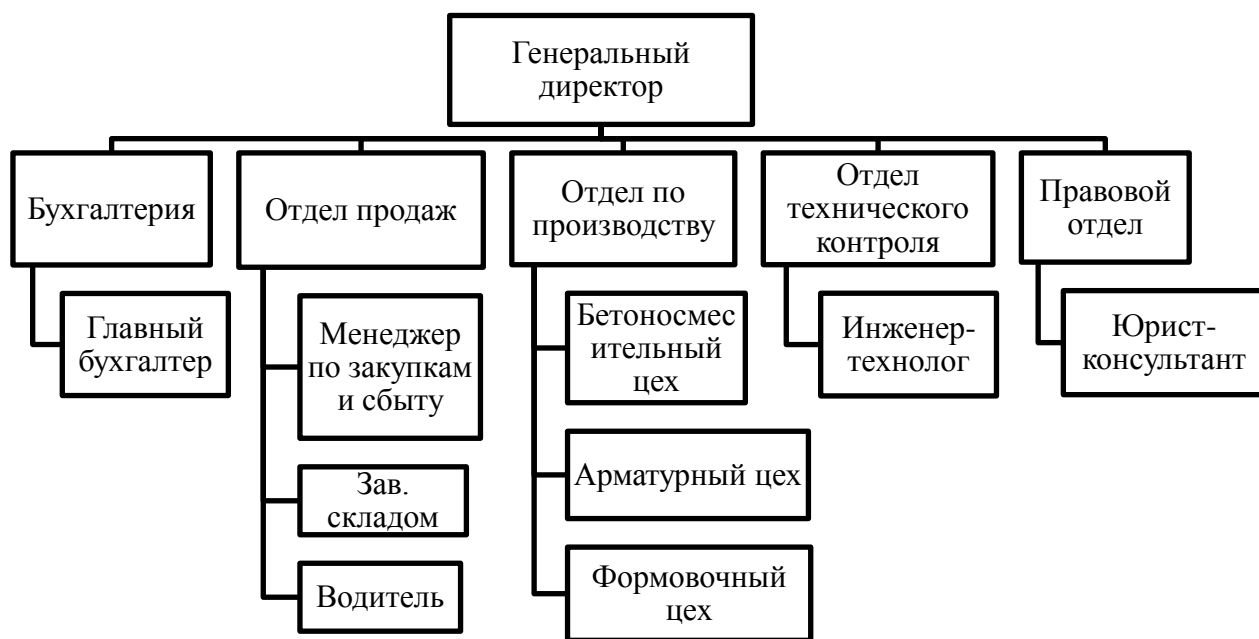 Генеральный
директор
Бухгалтерия
Отдел продаж
Отдел по
производству
Отдел
технического
контроля
Правовой
отдел
Главный
бухгалтер
Менеджер
по закупкам
и сбыту
Зав.
складом
Водитель
Бетоносмес
ительный
цех
Арматурный цех
Формовочный
цех
Инженер-
технолог
Юрист-
консультант